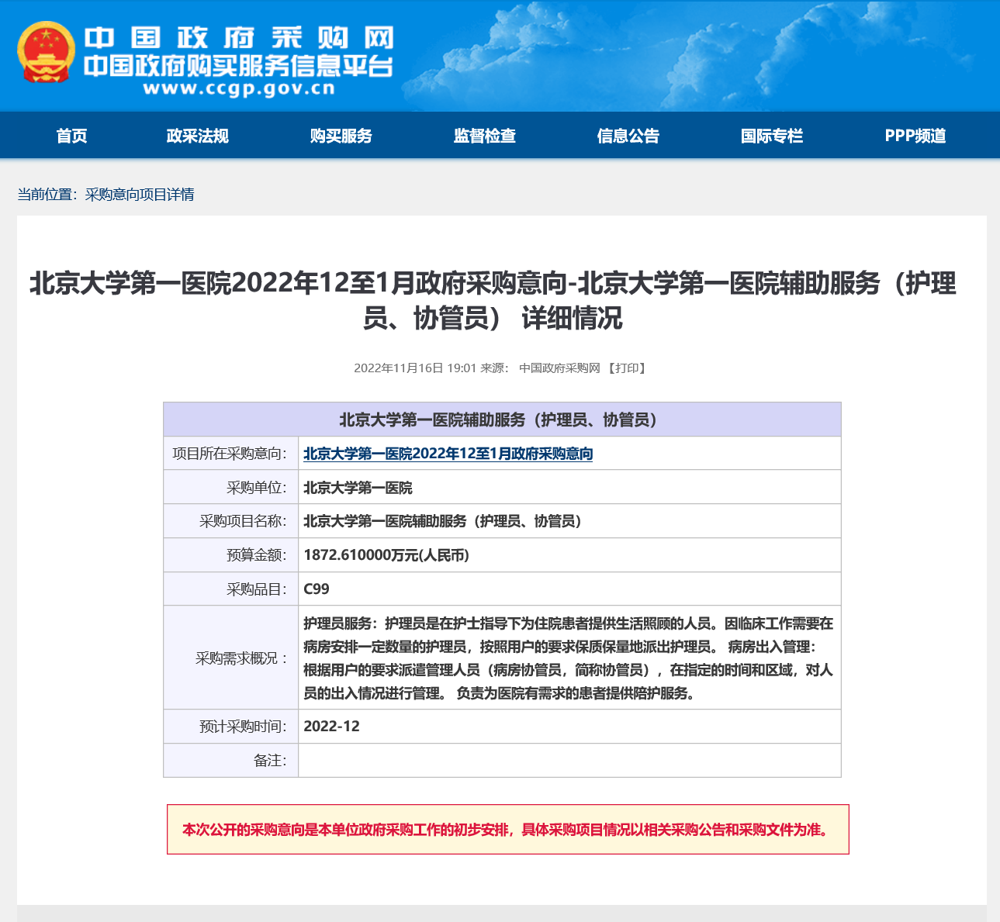 中国政府采购网
中国政府购买服务信息平台
www.ccgp.gov.cn
首页 政采法规 购买服务 监督检查 信息公告 国际专栏 PPP频道
当前位置：采购意向项目详情
北京大学第一医院2022年12至1月政府采购意向-北京大学第一医院辅助服务（护理
员、协管员） 详细情况
2022年11月16日 19:01 来源： 中国政府采购网 【打印】
北京大学第一医院辅助服务（护理员、协管员）
项目所在采购意向： 北京大学第一医院2022年12至1月政府采购意向
采购单位： 北京大学第一医院
采购项目名称： 北京大学第一医院辅助服务（护理员、协管员）
预算金额： 1872.610000万元(人民币)
采购品目： C99
采购需求概况 ：
护理员服务：护理员是在护士指导下为住院患者提供生活照顾的人员。因临床工作需要在
病房安排一定数量的护理员，按照用户的要求保质保量地派出护理员。 病房出入管理：
根据用户的要求派遣管理人员（病房协管员，简称协管员），在指定的时间和区域，对人
员的出入情况进行管理。 负责为医院有需求的患者提供陪护服务。
预计采购时间： 2022-12
备注：
本次公开的采购意向是本单位政府采购工作的初步安排，具体采购项目情况以相关采购公告和采购文件为准。